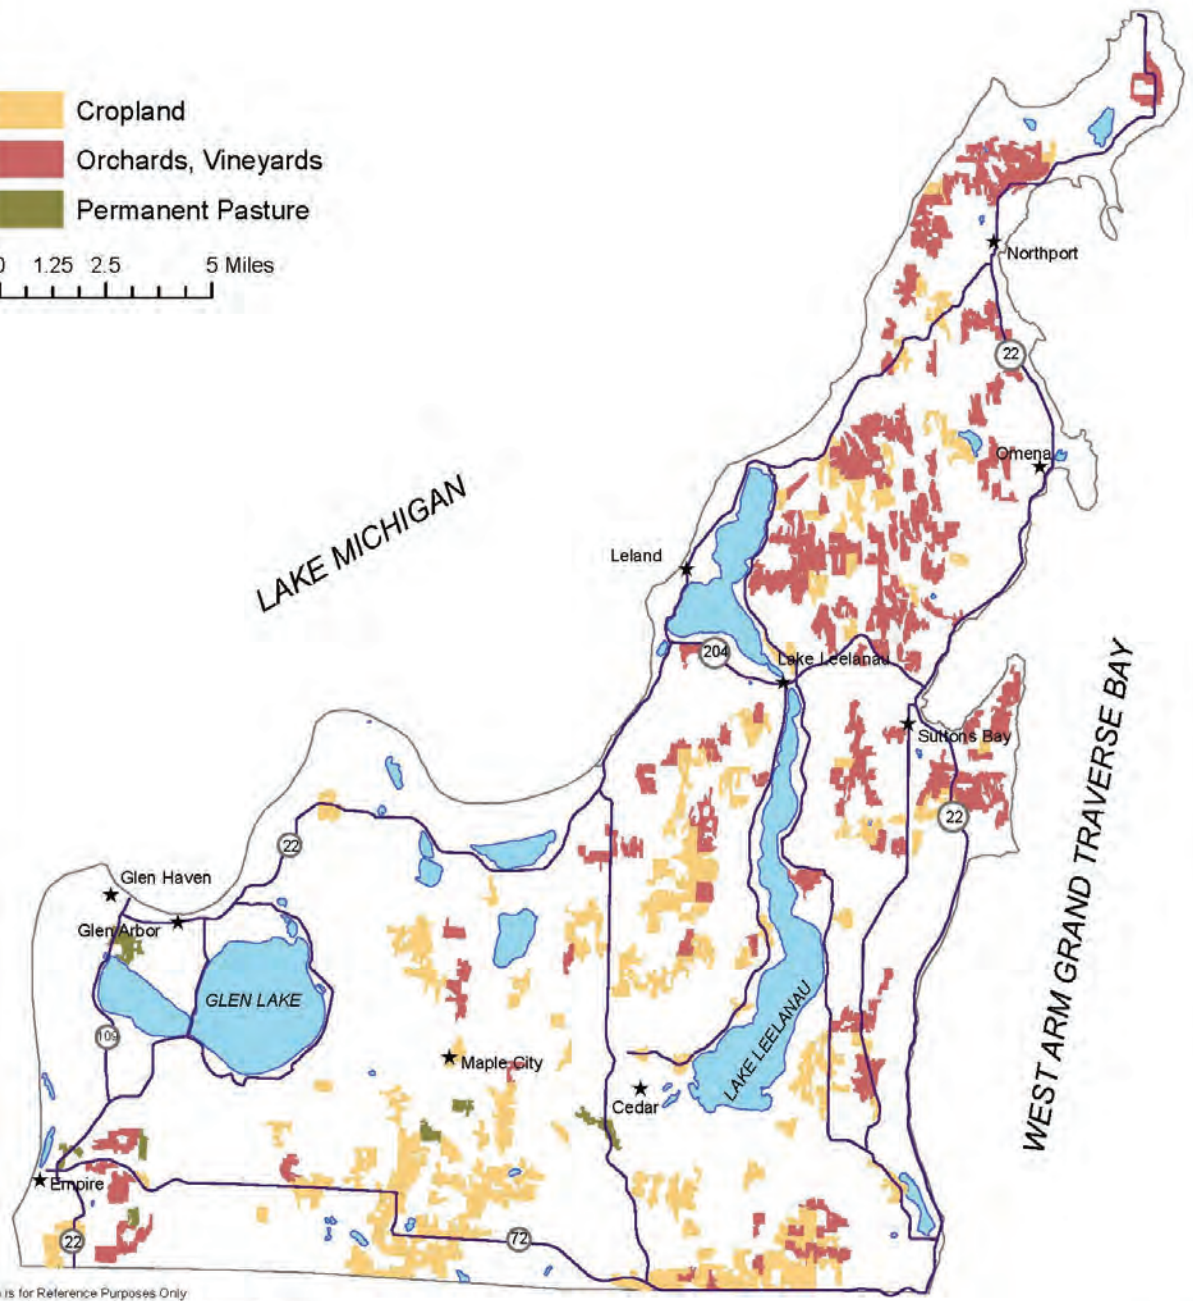 Cropland
Orchards, Vineyards
Permanent Pasture
0 1.25 2.5 5 Miles
Northport
22
Omena
LAKE MICHIGAN
Leland
204
Lake Leelanau
Suttons Bay
22
WEST ARM GRAND TRAVERSE BAY
22
Glen Haven
Glen Arbor
GLEN LAKE
109
LAKE LEELANAU
Maple City
Cedar
Empire
22
72
is for Reference Purposes Only